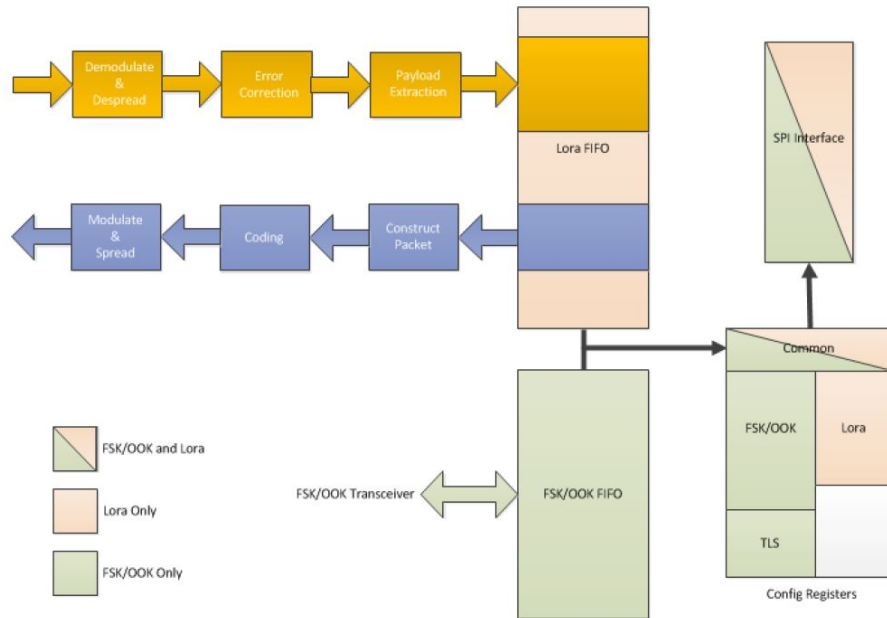 Demodulate
&
Despread
Error
Correction
Payload
Extraction
Lora FIFO
SPI Interface
Modulate
&
Spread
Coding
Construct
Packet
Common
FSK/OOK
Lora
TLS
Config Registers
FSK/OOK Transceiver
FSK/OOK FIFO
FSK/OOK and Lora
Lora Only
FSK/OOK Only